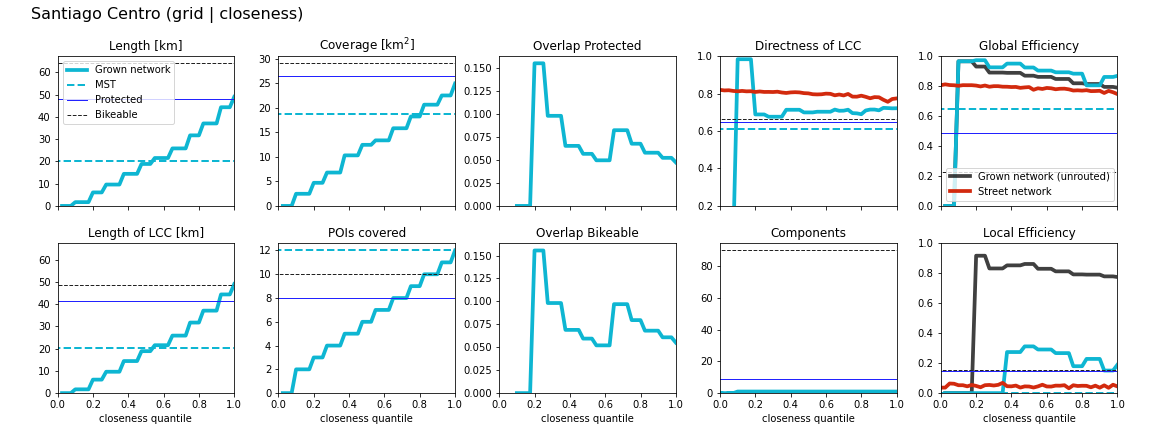 Santiago Centro (grid | closeness)
Length [km]
Coverage [km²]
Overlap Protected
Directness of LCC
Global Efficiency
60
50
40
30
20
10
0
Grown network
MST
Protected
Bikeable
30
25
20
15
10
5
0
0.150
0.125
0.100
0.075
0.050
0.025
0.000
1.0
0.8
0.6
0.4
0.2
1.0
0.8
0.6
0.4
0.2
0.0
Grown network (unrouted)
Street network
Length of LCC [km]
POIs covered
Overlap Bikeable
Components
Local Efficiency
60
50
40
30
20
10
0
0.0 0.2 0.4 0.6 0.8 1.0
closeness quantile
12
10
8
6
4
2
0
0.0 0.2 0.4 0.6 0.8 1.0
closeness quantile
0.150
0.125
0.100
0.075
0.050
0.025
0.000
0.0 0.2 0.4 0.6 0.8 1.0
closeness quantile
80
60
40
20
0
0.0 0.2 0.4 0.6 0.8 1.0
closeness quantile
1.0
0.8
0.6
0.4
0.2
0.0
0.0 0.2 0.4 0.6 0.8 1.0
closeness quantile